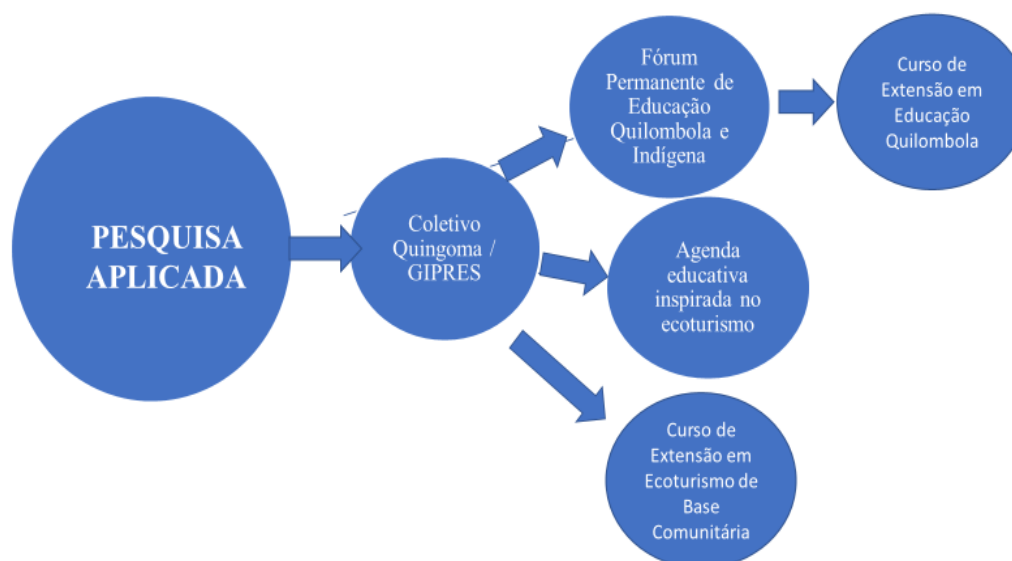 PESQUISA
APLICADA
Coletivo
Quingoma /
GIPRES
Fórum
Permanente de
Educação
Quilombola e
Indígena
Curso de
Extensão em
Educação
Quilombola
Agenda
educativa
inspirada no
ecoturismo
Curso de
Extensão em
Ecoturismo de
Base
Comunitária